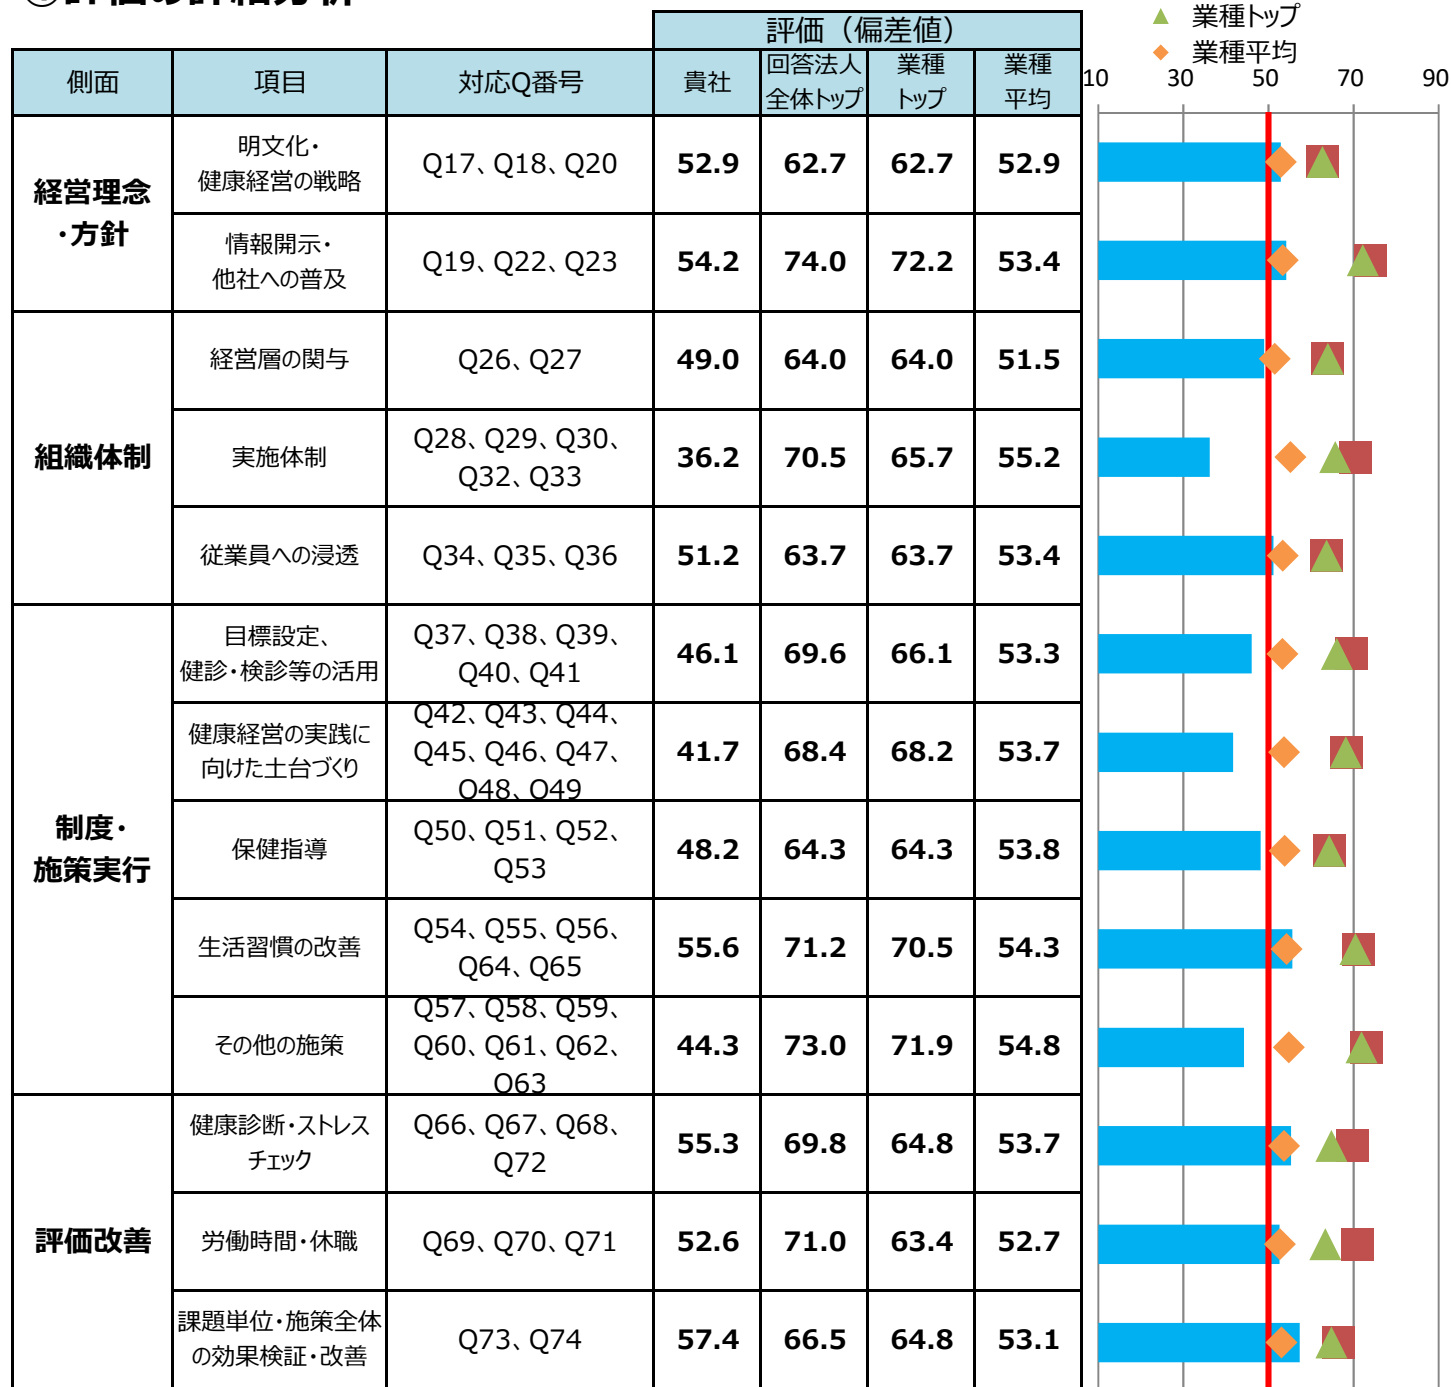 ③評価の詳細分析
▲ 業種トップ
◆ 業種平均
評価（偏差値）
側面 項目 対応Q番号 貴社 回答法人全体トップ 業種トップ 業種平均
10 30 50 70 90
経営理念・方針
明文化・健康経営の戦略 Q17、Q18、Q20 52.9 62.7 62.7 52.9
情報開示・他社への普及 Q19、Q22、Q23 54.2 74.0 72.2 53.4
組織体制
経営層の関与 Q26、Q27 49.0 64.0 64.0 51.5
実施体制 Q28、Q29、Q30、Q32、Q33 36.2 70.5 65.7 55.2
従業員への浸透 Q34、Q35、Q36 51.2 63.7 63.7 53.4
制度・施策実行
目標設定、健診・検診等の活用 Q37、Q38、Q39、Q40、Q41 46.1 69.6 66.1 53.3
健康経営の実践に向けた土台づくり Q42、Q43、Q44、Q45、Q46、Q47、Q48、Q49 41.7 68.4 68.2 53.7
保健指導 Q50、Q51、Q52、Q53 48.2 64.3 64.3 53.8
生活習慣の改善 Q54、Q55、Q56、Q64、Q65 55.6 71.2 70.5 54.3
その他の施策 Q57、Q58、Q59、Q60、Q61、Q62、Q63 44.3 73.0 71.9 54.8
評価改善
健康診断・ストレスチェック Q66、Q67、Q68、Q72 55.3 69.8 64.8 53.7
労働時間・休職 Q69、Q70、Q71 52.6 71.0 63.4 52.7
課題単位・施策全体の効果検証・改善 Q73、Q74 57.4 66.5 64.8 53.1